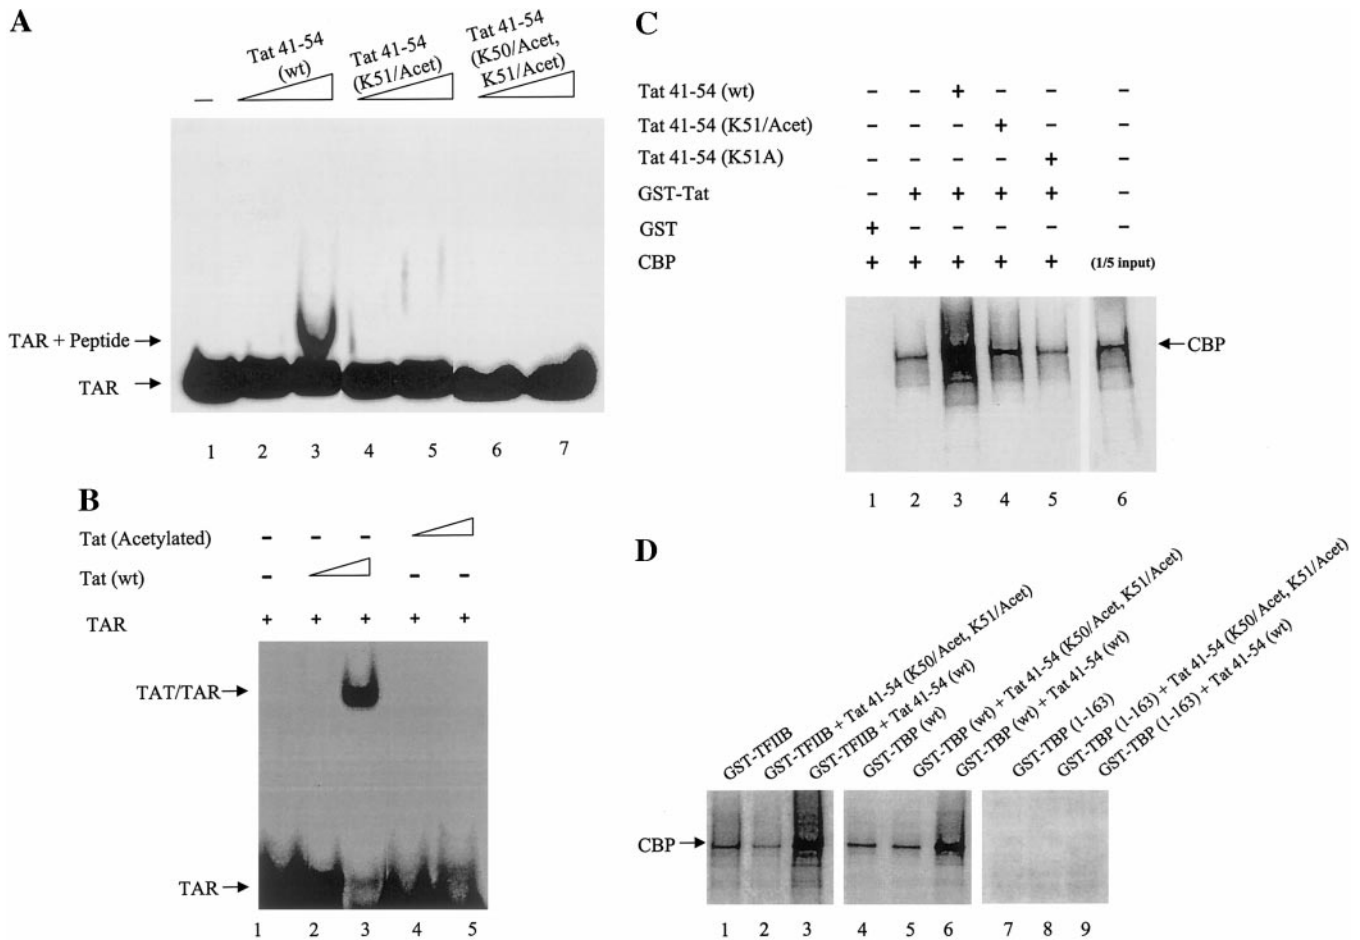 A
Tat 41-54
(wt)
Tat 41-54
(K51/Acet)
Tat 41-54
(K50/Acet,
K51/Acet)
–
TAR + Peptide
TAR
1 2 3 4 5 6 7
B
Tat (Acetylated) - - -
Tat (wt) - - -
TAR + + + + +
TAT/TAR
TAR
1 2 3 4 5
C
Tat 41-54 (wt) - - + - - -
Tat 41-54 (K51/Acet) - - - + - -
Tat 41-54 (K51A) - - - - + -
GST-Tat - + + + + -
GST + - - - - -
CBP + + + + + (1/5 input)
CBP
1 2 3 4 5 6
D
GST-TFIIB
GST-TFIIB + Tat 41-54 (K50/Acet, K51/Acet)
GST-TFIIB + Tat 41-54 (wt)
GST-TBP (wt)
GST-TBP (wt) + Tat 41-54 (K50/Acet, K51/Acet)
GST-TBP (wt) + Tat 41-54 (wt)
GST-TBP (1-163)
GST-TBP (1-163) + Tat 41-54 (K50/Acet, K51/Acet)
GST-TBP (1-163) + Tat 41-54 (wt)
CBP
1 2 3 4 5 6 7 8 9